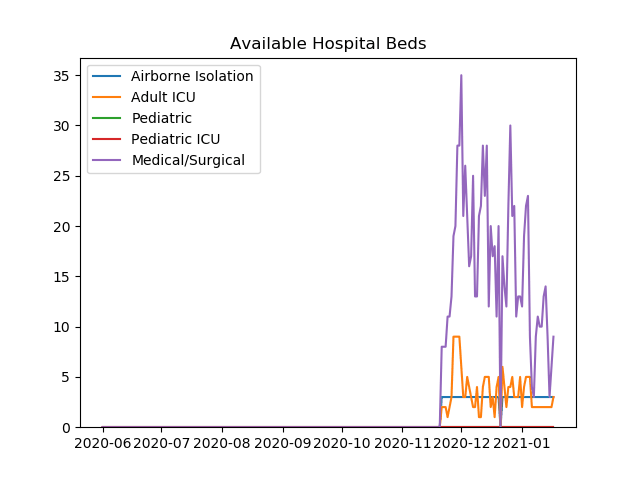 Available Hospital Beds
Airborne Isolation
Adult ICU
Pediatric
Pediatric ICU
Medical/Surgical
35
30
25
20
15
10
5
0
2020-06 2020-07 2020-08 2020-09 2020-10 2020-11 2020-12 2021-01